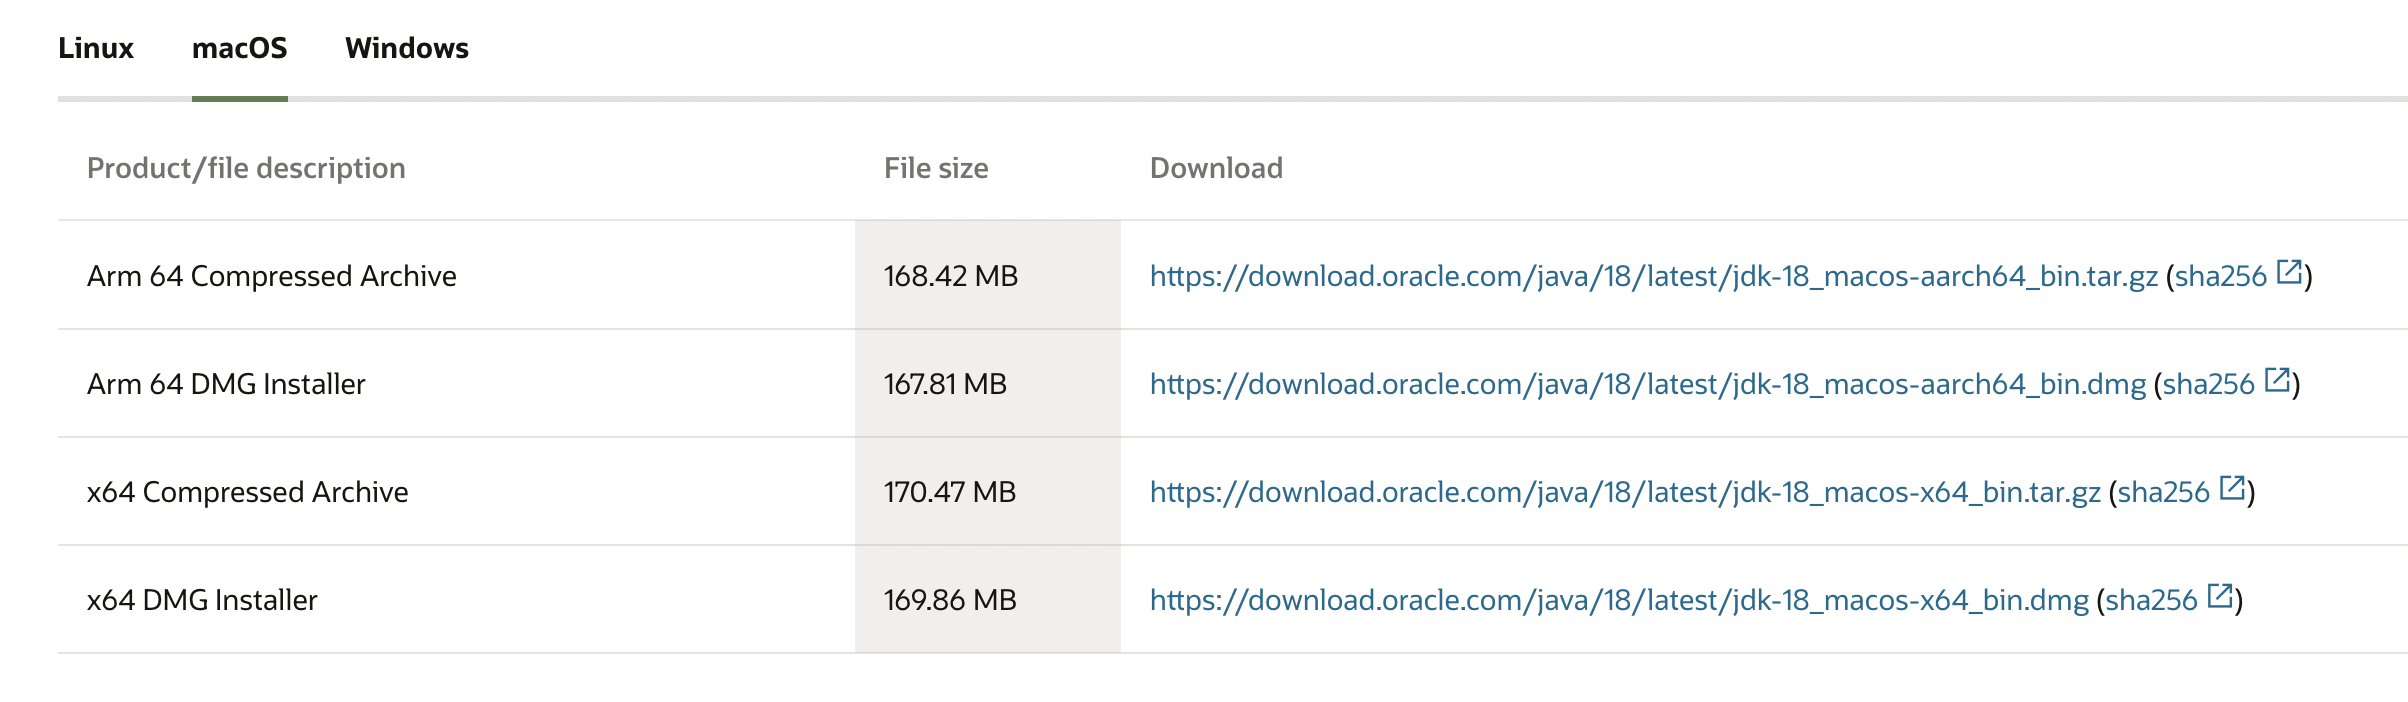 Linux macOS Windows
Product/file description File size Download
Arm 64 Compressed Archive 168.42 MB https://download.oracle.com/java/18/latest/jdk-18_macos-aarch64_bin.tar.gz (sha256)
Arm 64 DMG Installer 167.81 MB https://download.oracle.com/java/18/latest/jdk-18_macos-aarch64_bin.dmg (sha256)
x64 Compressed Archive 170.47 MB https://download.oracle.com/java/18/latest/jdk-18_macos-x64_bin.tar.gz (sha256)
x64 DMG Installer 169.86 MB https://download.oracle.com/java/18/latest/jdk-18_macos-x64_bin.dmg (sha256)